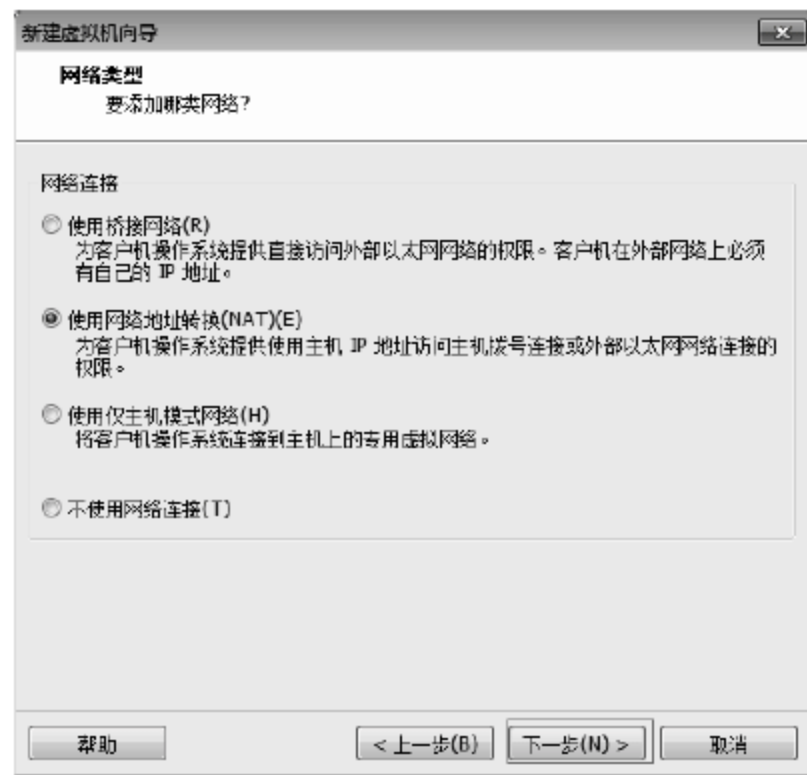 新建虚拟机向导
网络类型
要添加哪类网络?
网络连接
使用桥接网络(R)
为客户机操作系统提供直接访问外部以太网网络的权限。客户机在外部网络上必须
有自己的 IP 地址。
使用网络地址转换(NAT)(E)
为客户机操作系统提供使用主机 IP 地址访问主机拨号连接或外部以太网网络连接的
权限。
使用仅主机模式网络(H)
将客户机操作系统连接到主机上的专用虚拟网络。
不使用网络连接(T)
帮助
< 上一步(B)
下一步(N) >
取消